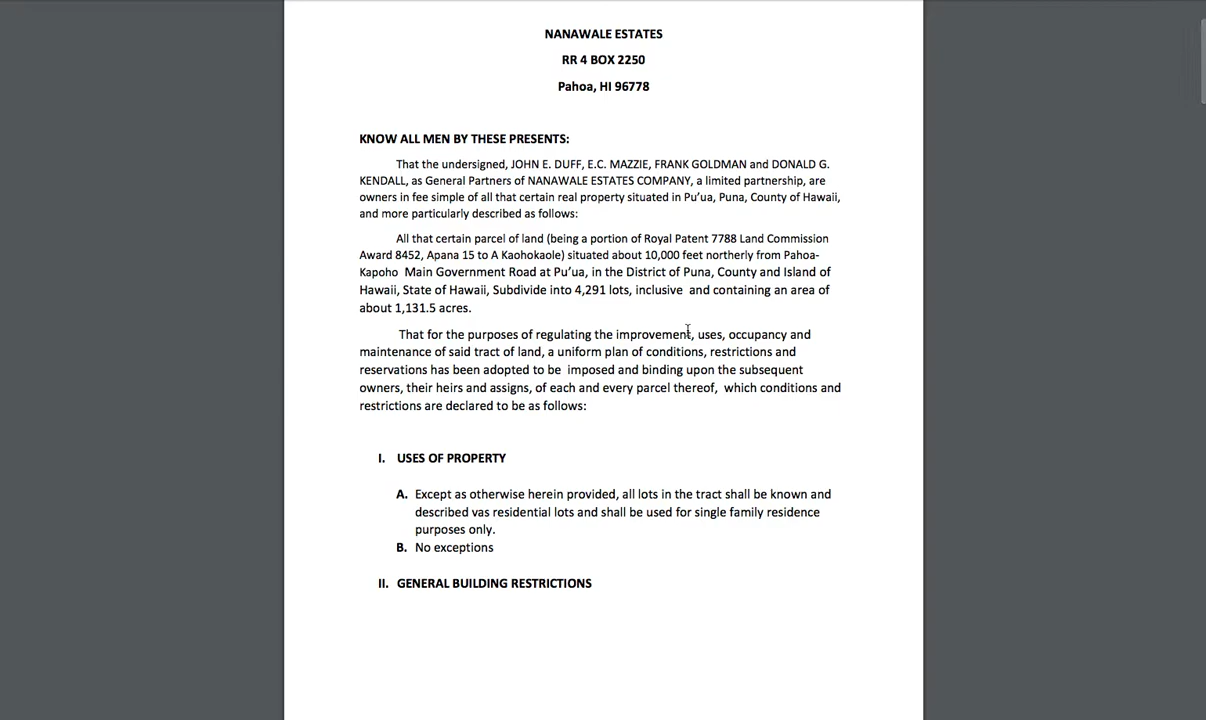 NANAWALE ESTATES
RR 4 BOX 2250
Pahoa, HI 96778
KNOW ALL MEN BY THESE PRESENTS:
That the undersigned, JOHN E. DUFF, E.C. MAZZIE, FRANK GOLDMAN and DONALD G.
KENDALL, as General Partners of NANAWALE ESTATES COMPANY, a limited partnership, are
owners in fee simple of all that certain real property situated in Pu'ua, Puna, County of Hawaii,
and more particularly described as follows:
All that certain parcel of land (being a portion of Royal Patent 7788 Land Commission
Award 8452, Apana 15 to A Kaohokaole) situated about 10,000 feet northerly from Pahoa-
Kapoho Main Government Road at Pu'ua, in the District of Puna, County and Island of
Hawaii, State of Hawaii, Subdivide into 4,291 lots, inclusive and containing an area of
about 1,131.5 acres.
That for the purposes of regulating the improvement, uses, occupancy and
maintenance of said tract of land, a uniform plan of conditions, restrictions and
reservations has been adopted to be imposed and binding upon the subsequent
owners, their heirs and assigns, of each and every parcel thereof, which conditions and
restrictions are declared to be as follows:
I. USES OF PROPERTY
A. Except as otherwise herein provided, all lots in the tract shall be known and
described vas residential lots and shall be used for single family residence
purposes only.
B. No exceptions
II. GENERAL BUILDING RESTRICTIONS